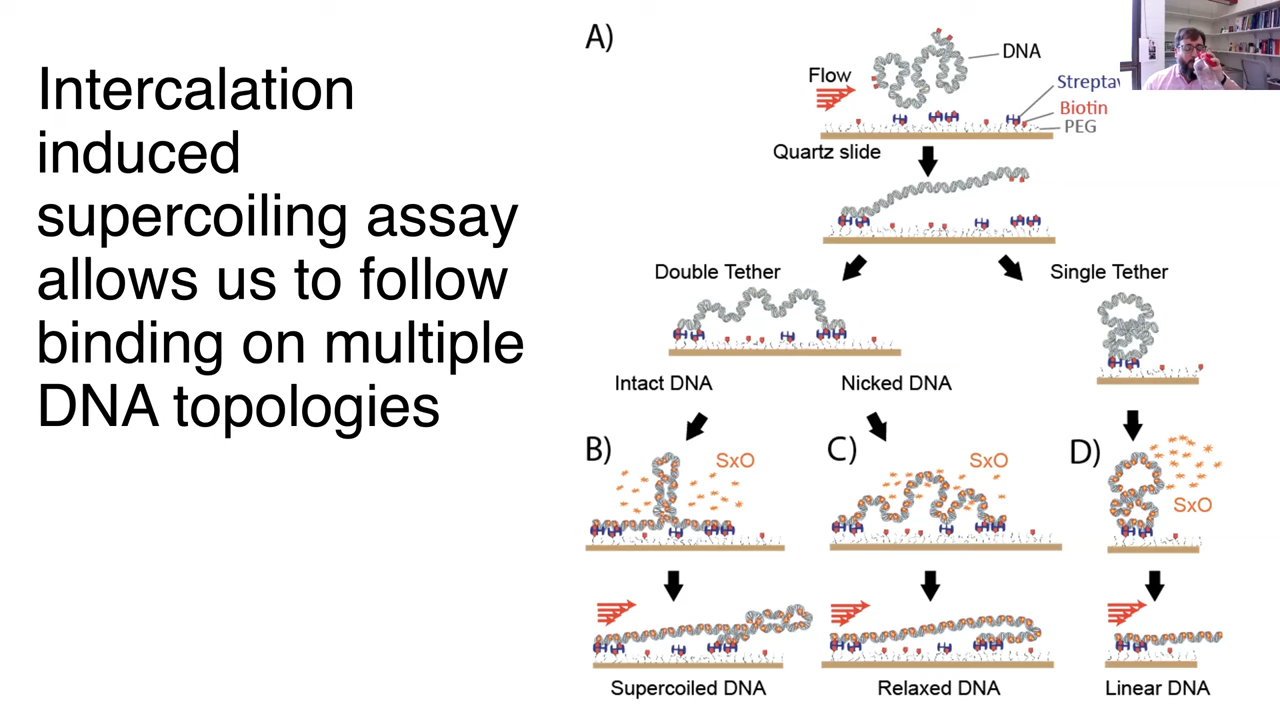 Intercalation
induced
supercoiling assay
allows us to follow
binding on multiple
DNA topologies
A)
DNA
Flow
Biotin
PEG
Quartz slide
Double Tether
Single Tether
Intact DNA
Nicked DNA
B)
SxO
C)
SxO
D)
SxO
Supercoiled DNA
Relaxed DNA
Linear DNA